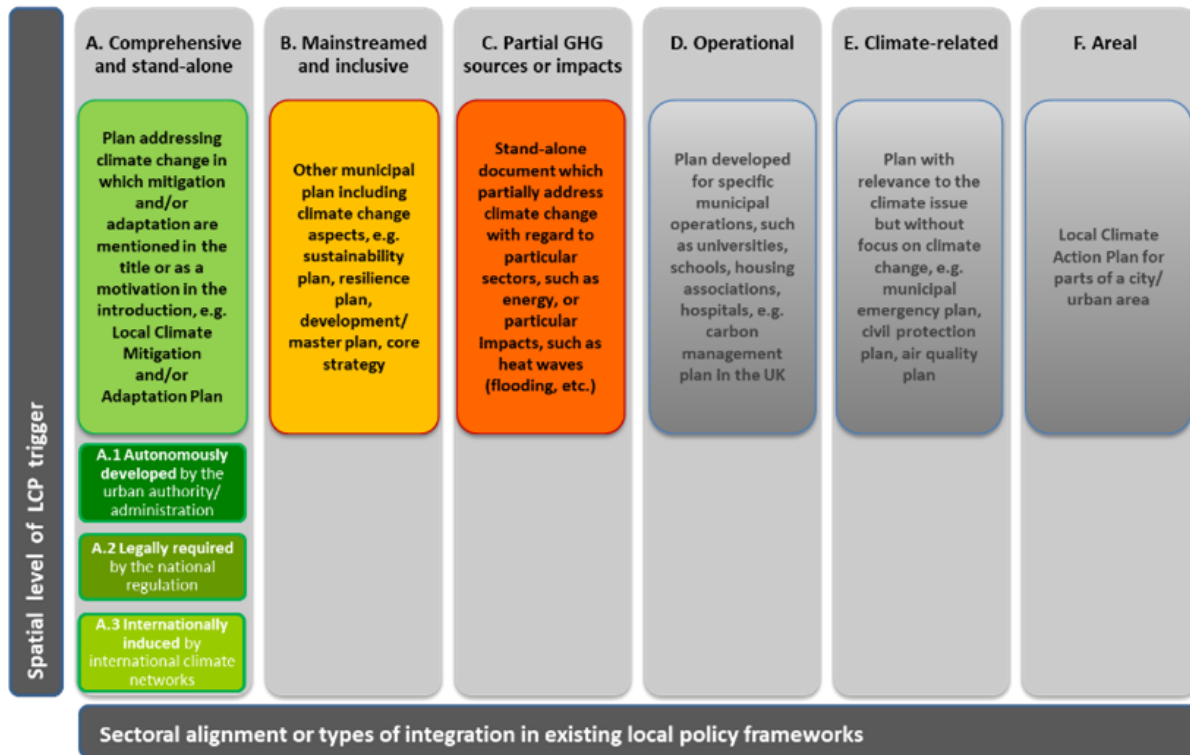 A. Comprehensive
and stand-alone
B. Mainstreamed
and inclusive
C. Partial GHG
sources or impacts
D. Operational
E. Climate-related
F. Areal
Plan addressing
climate change in
which mitigation
and/or
adaptation are
mentioned in the
title or as a
motivation in the
introduction, e.g.
Local Climate
Mitigation
and/or
Adaptation Plan
Other municipal
plan including
climate change
aspects, e.g.
sustainability
plan, resilience
plan,
development/
master plan, core
strategy
Stand-alone
document which
partially address
climate change
with regard to
particular
sectors, such as
energy, or
particular
impacts, such as
heat waves
(flooding, etc.)
Plan developed
for specific
municipal
operations, such
as universities,
schools, housing
associations,
hospitals, e.g.
carbon
management
plan in the UK
Plan with
relevance to the
climate issue
but without
focus on climate
change, e.g.
municipal
emergency plan,
civil protection
plan, air quality
plan
Local Climate
Action Plan for
parts of a city/
urban area
A.1 Autonomously
developed by the
urban authority/
administration
A.2 Legally required
by the national
regulation
A.3 Internationally
induced by
international climate
networks
Spatial level of LCP trigger
Sectoral alignment or types of integration in existing local policy frameworks